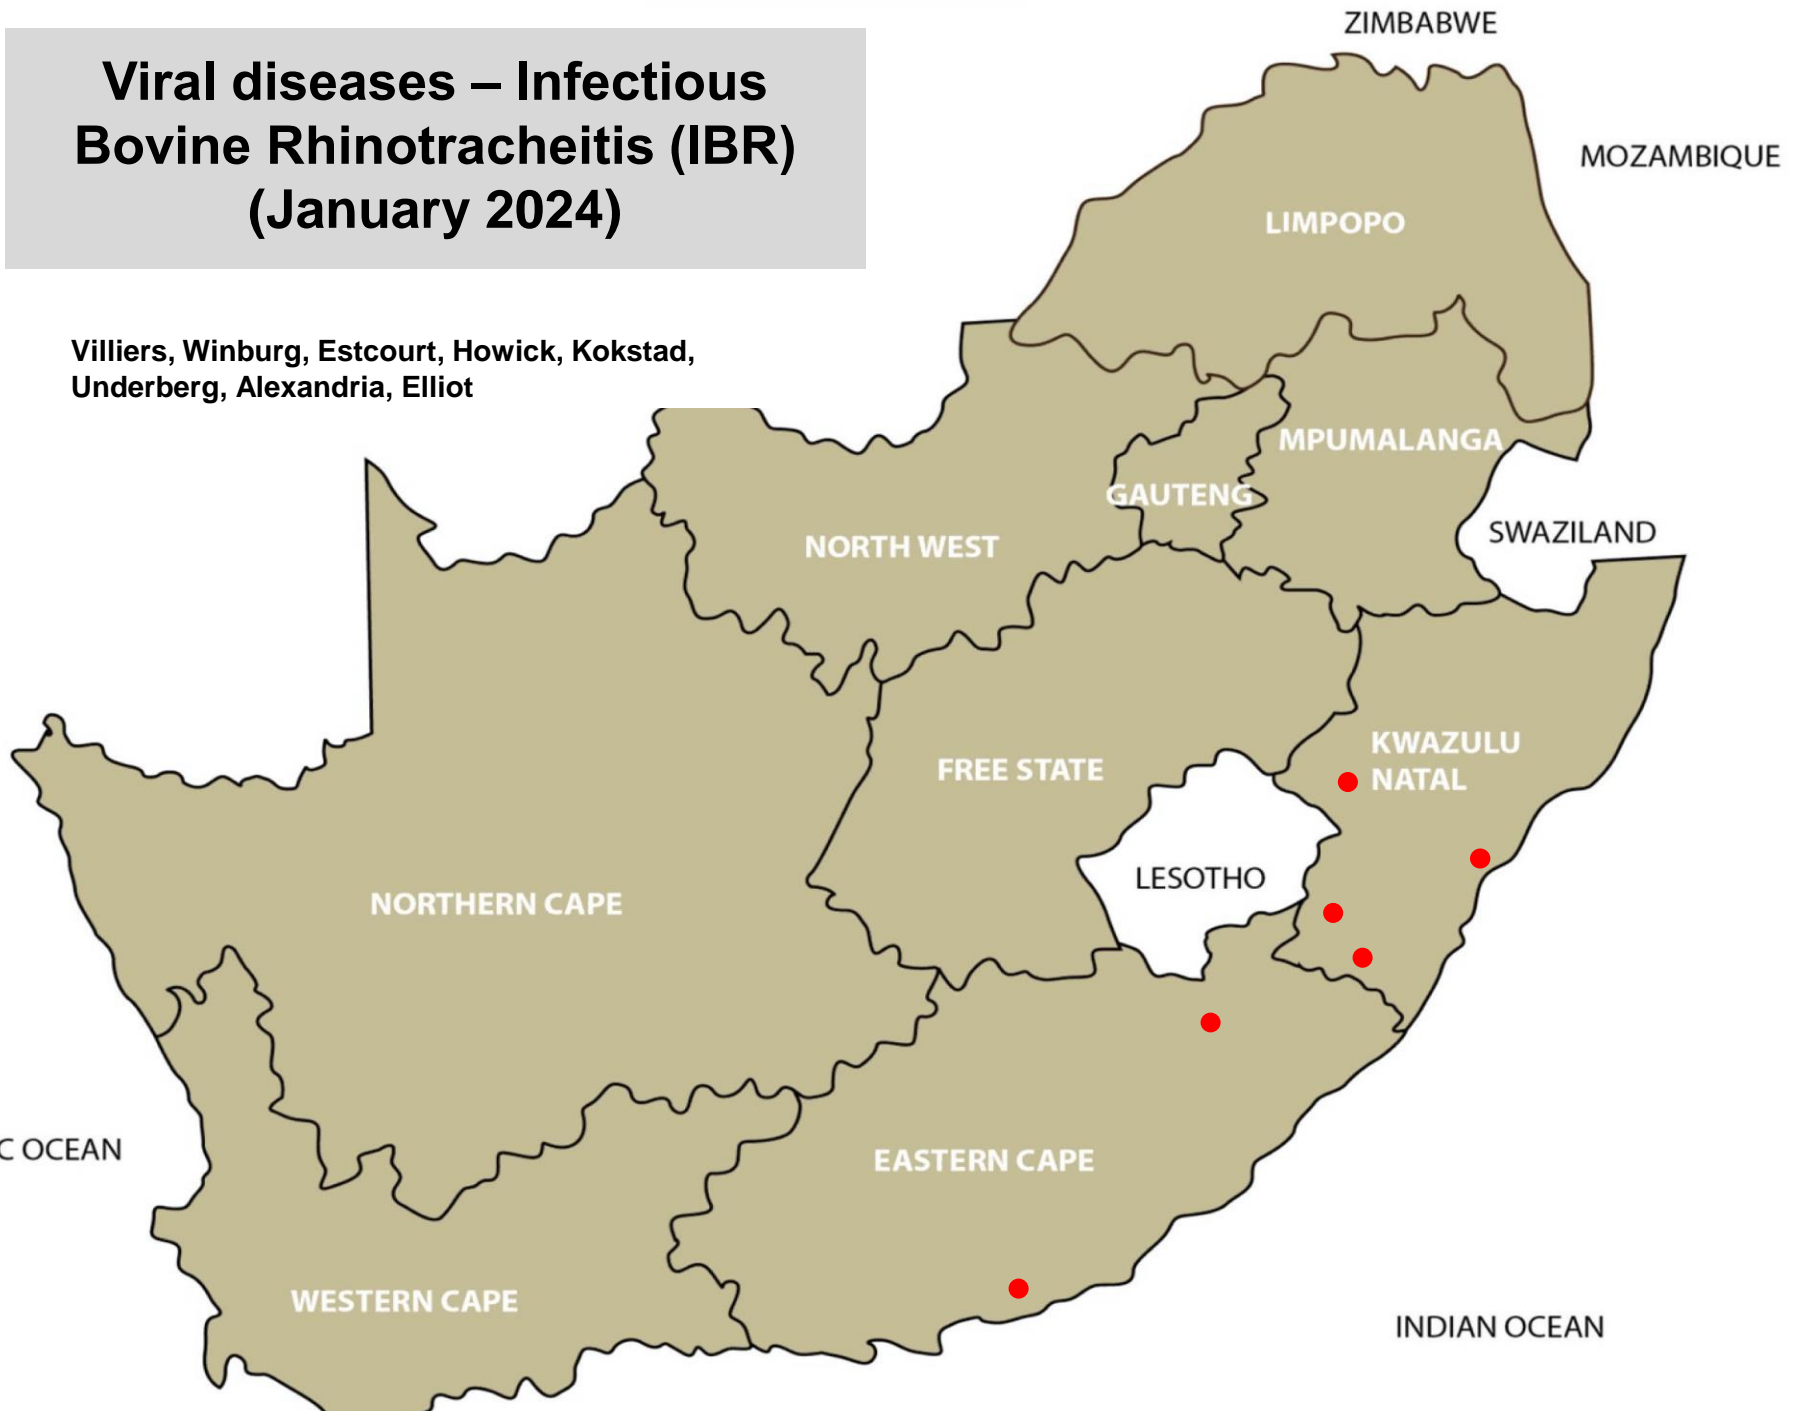 ZIMBABWE
Viral diseases – Infectious
Bovine Rhinotracheitis (IBR)
(January 2024)
MOZAMBIQUE
LIMPOPO
Villiers, Winburg, Estcourt, Howick, Kokstad,
Underberg, Alexandria, Elliot
MPUMALANGA
GAUTENG
SWAZILAND
NORTH WEST
KWAZULU
NATAL
FREE STATE
LESOTHO
NORTHERN CAPE
C OCEAN
EASTERN CAPE
WESTERN CAPE
INDIAN OCEAN